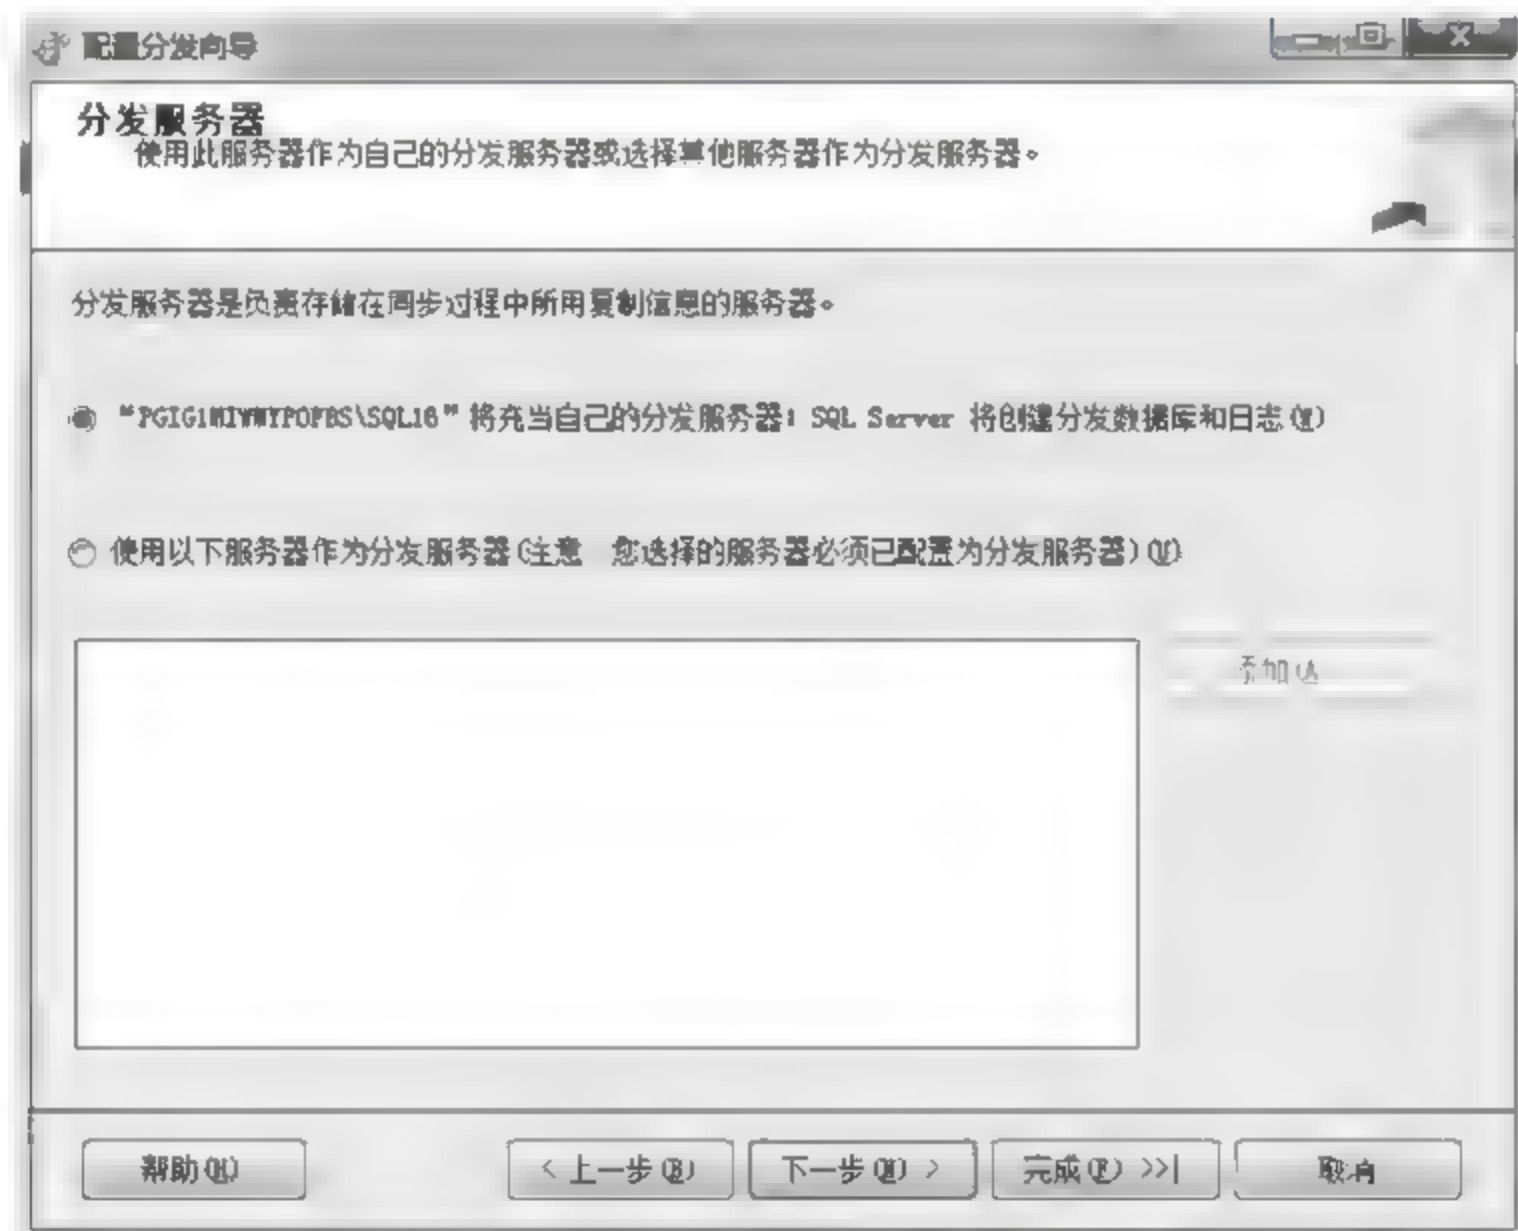 配置分发向导
分发服务器
使用此服务器作为自己的分发服务器或选择其他服务器作为分发服务器。
分发服务器是负责存储在同步过程中所用复制信息的服务器。
将充当自己的分发服务器; SQL Server 将创建分发数据库和日志
使用以下服务器作为分发服务器(注意 您选择的服务器必须已配置为分发服务器)
添加(A
帮助(H)
< 上一步(B)
下一步(N) >
完成(F) >>|
取消